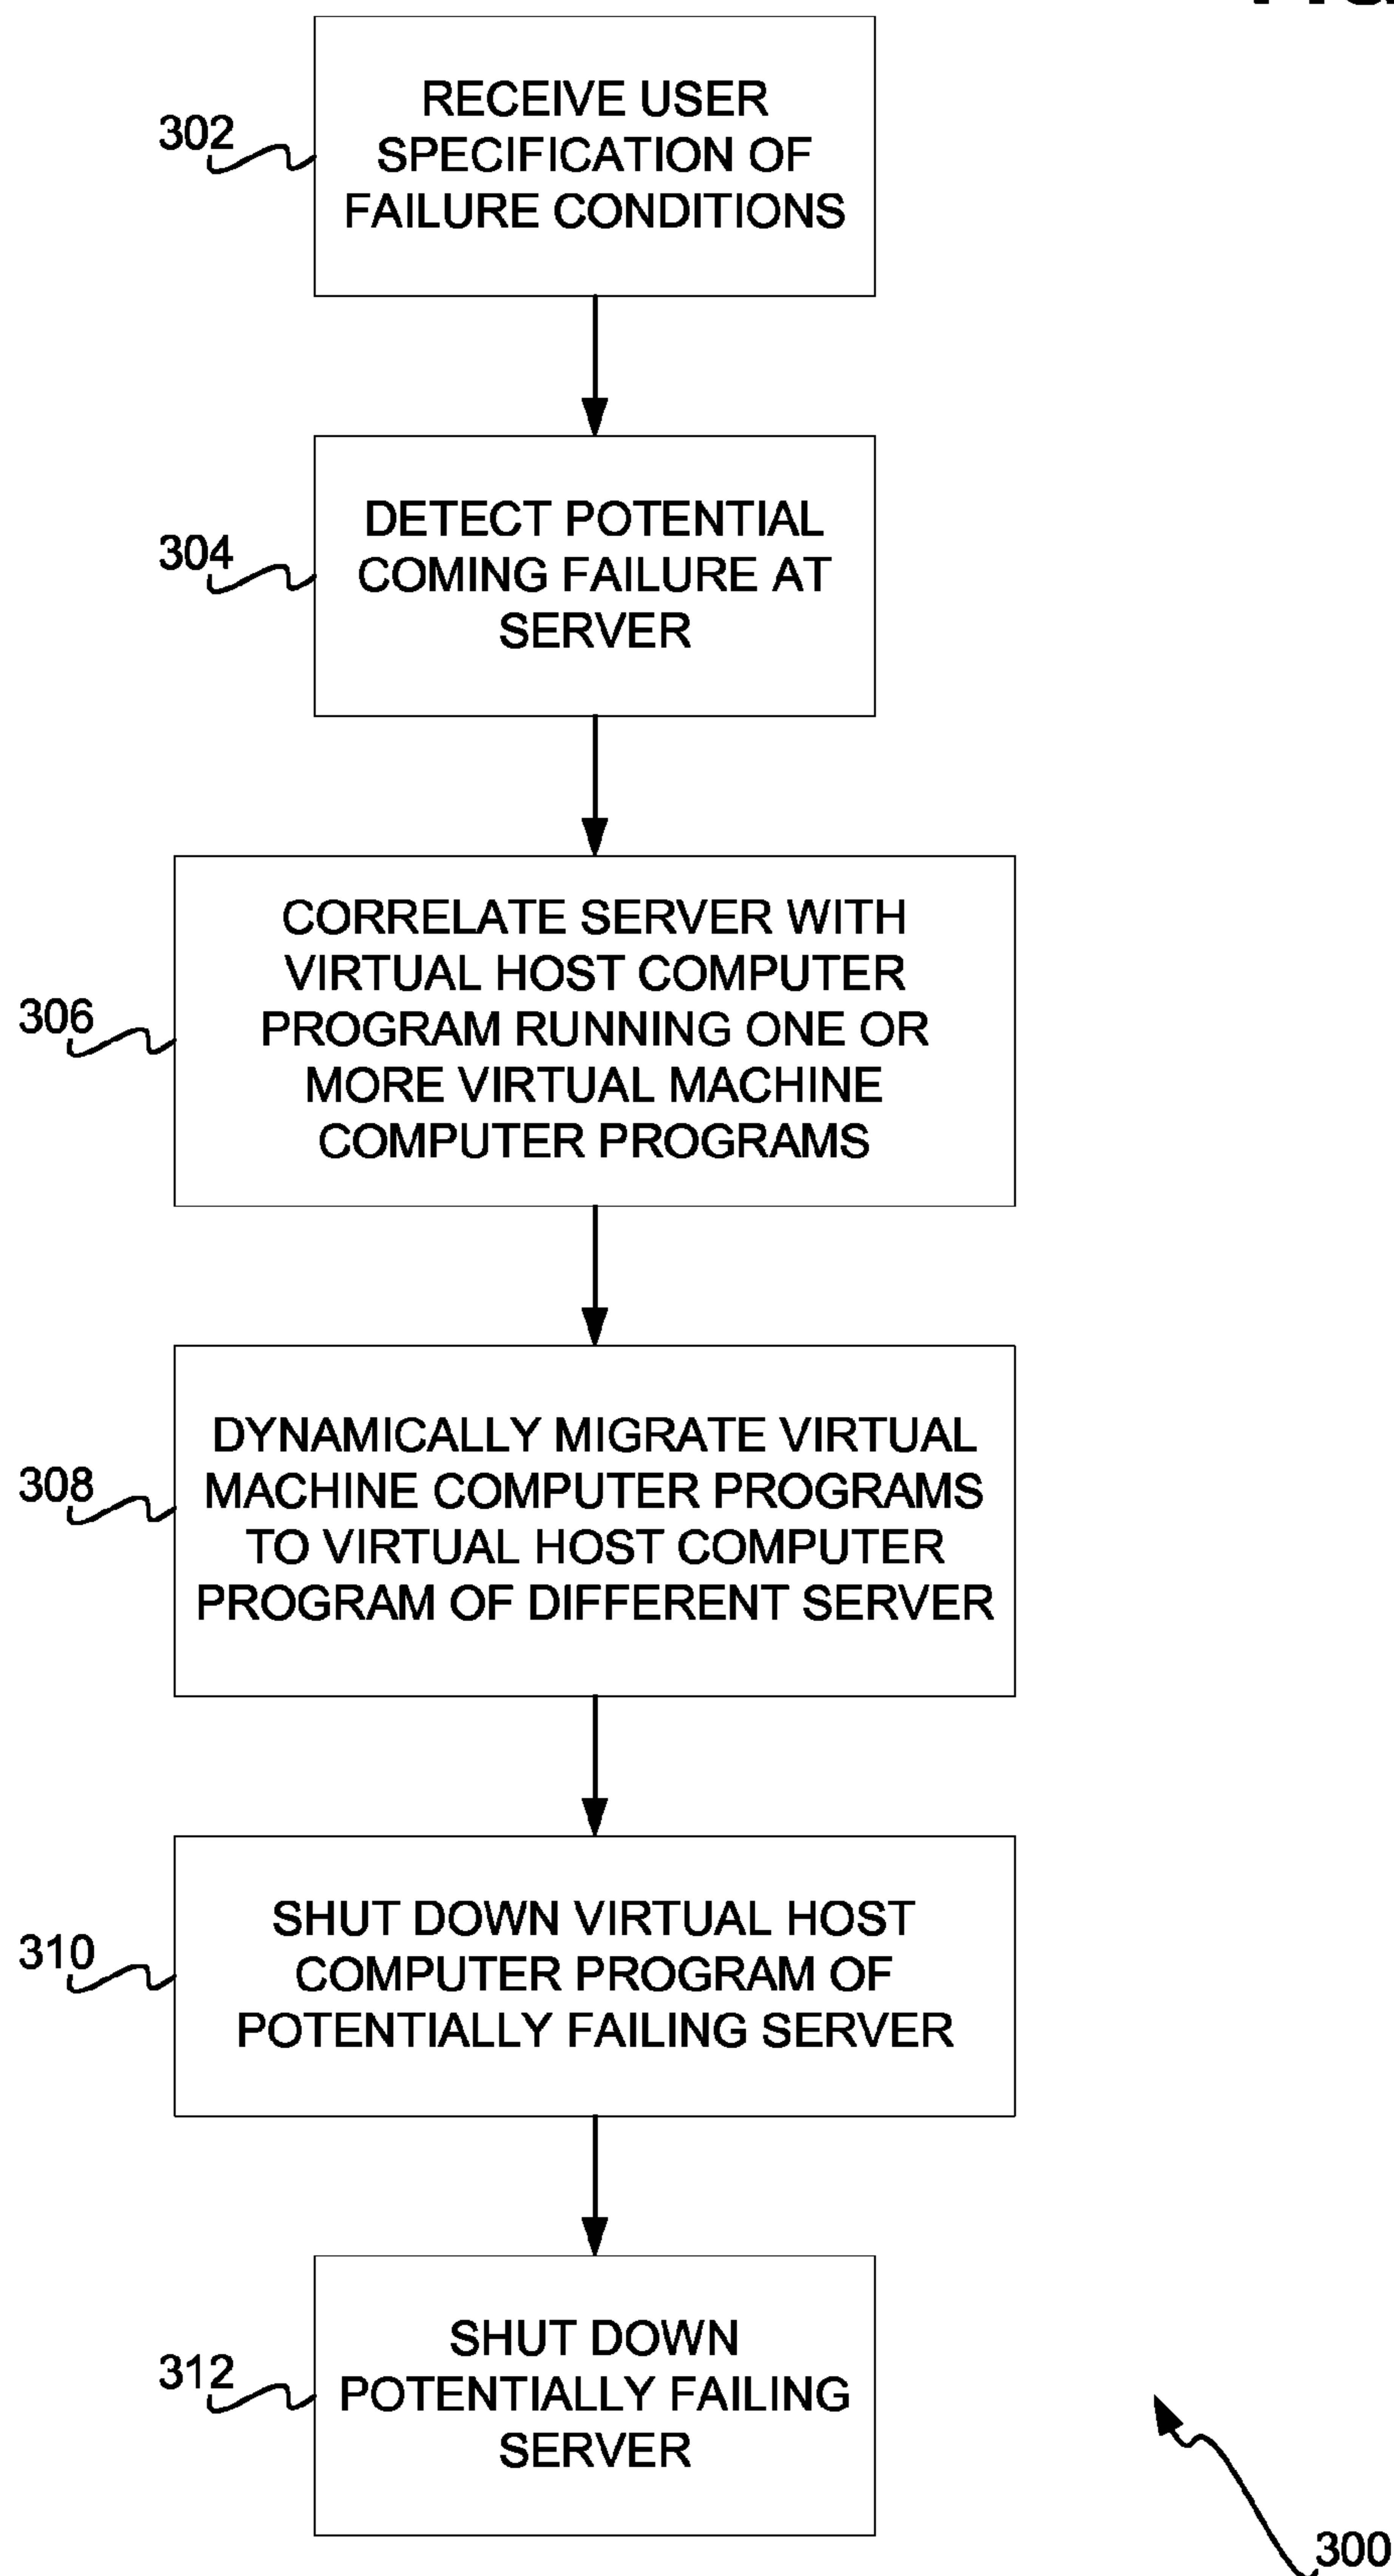 302
RECEIVE USER
SPECIFICATION OF
FAILURE CONDITIONS
304
DETECT POTENTIAL
COMING FAILURE AT
SERVER
306
CORRELATE SERVER WITH
VIRTUAL HOST COMPUTER
PROGRAM RUNNING ONE OR
MORE VIRTUAL MACHINE
COMPUTER PROGRAMS
308
DYNAMICALLY MIGRATE VIRTUAL
MACHINE COMPUTER PROGRAMS
TO VIRTUAL HOST COMPUTER
PROGRAM OF DIFFERENT SERVER
310
SHUT DOWN VIRTUAL HOST
COMPUTER PROGRAM OF
POTENTIALLY FAILING SERVER
312
SHUT DOWN
POTENTIALLY FAILING
SERVER
300